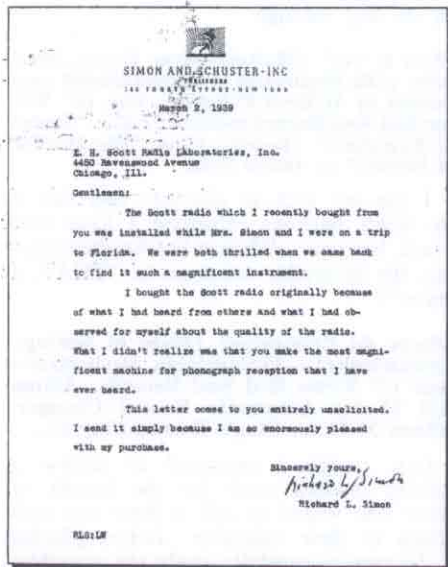 SIMON AND SCHUSTER · INC
PUBLISHERS
386 FOURTH AVENUE · NEW YORK
March 2, 1939
E. H. Scott Radio Laboratories, Inc.
4450 Ravenswood Avenue
Chicago, Ill.
Gentlemen:
The Scott radio which I recently bought from
you was installed while Mrs. Simon and I were on a trip
to Florida. We were both thrilled when we came back
to find it such a magnificent instrument.
I bought the Scott radio originally because
of what I had heard from others and what I had ob-
served for myself about the quality of the radio.
What I didn't realize was that you make the most magni-
ficent machine for phonograph reception that I have
ever heard.
This letter comes to you entirely unsolicited.
I send it simply because I am so enormously pleased
with my purchase.
Sincerely yours,
Richard L. Simon
Richard L. Simon
RLS:LW